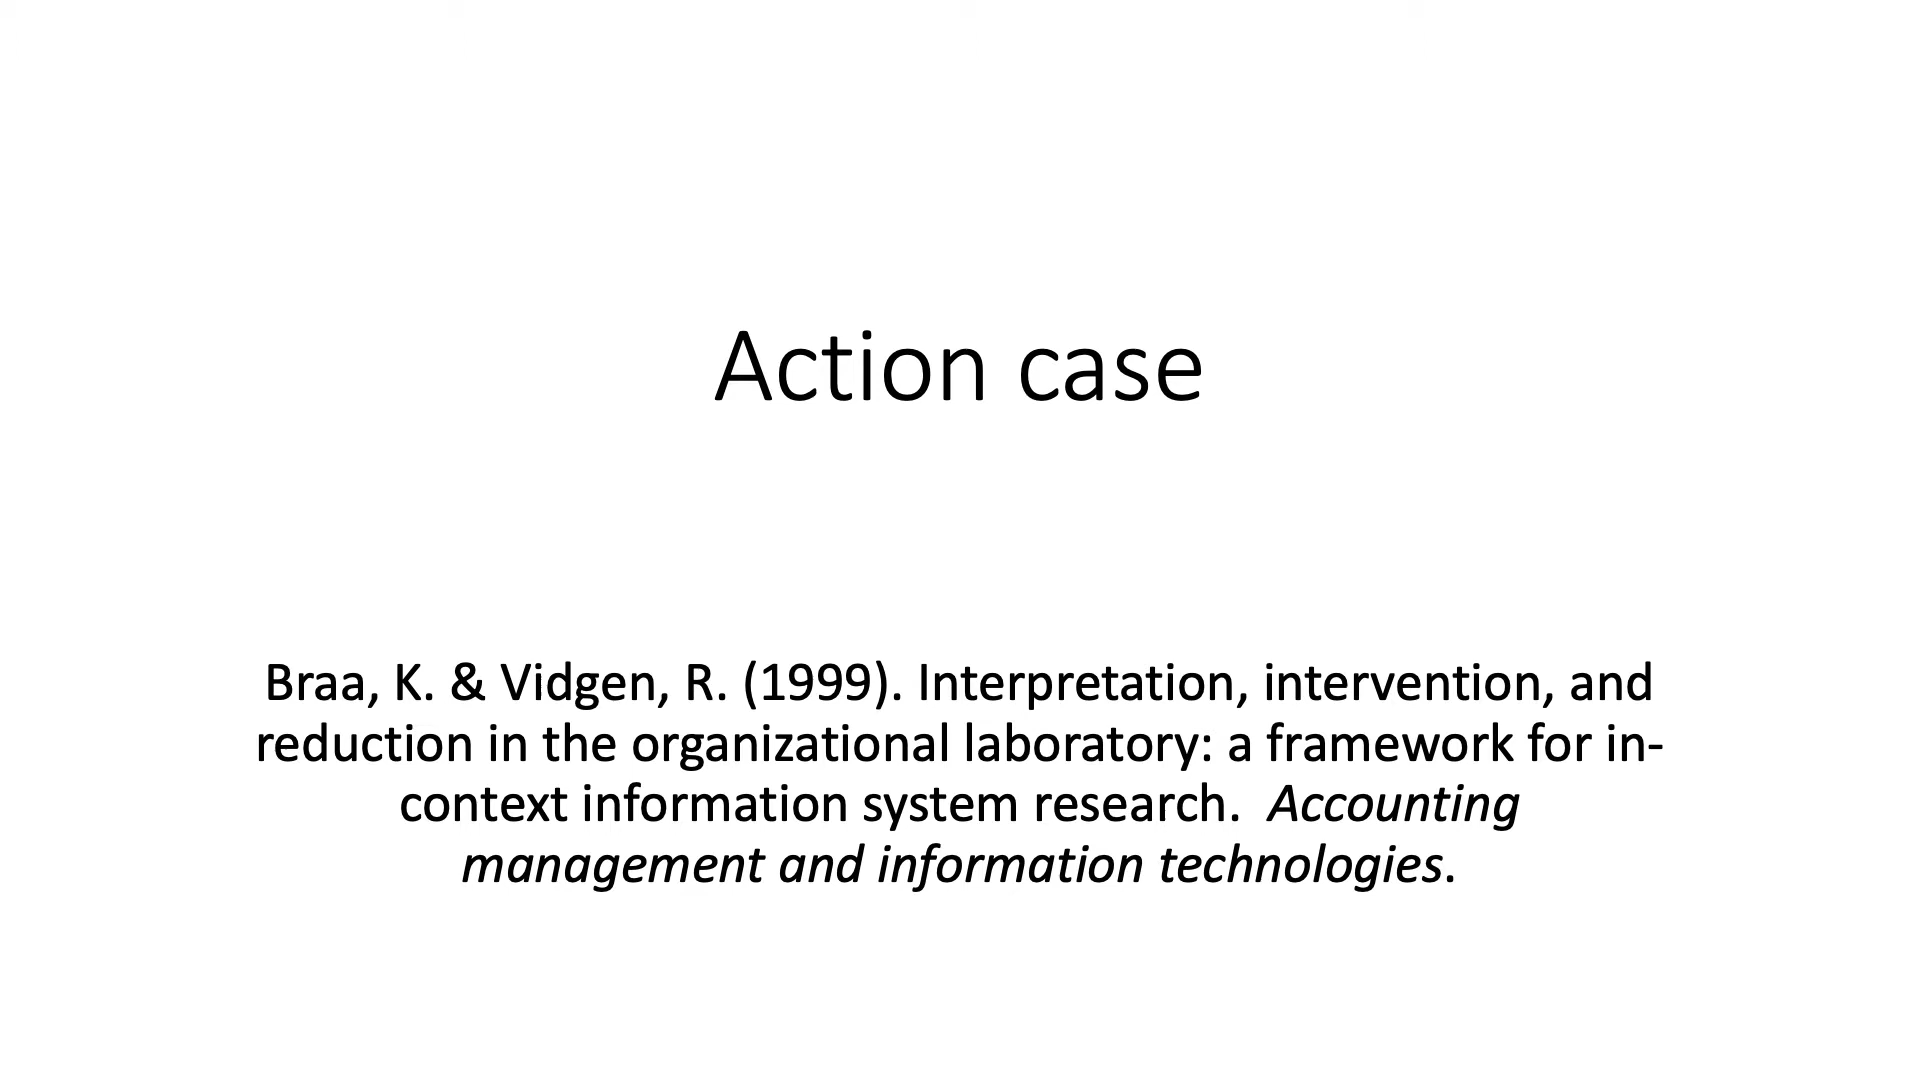 Action case
Braa, K. & Vidgen, R. (1999). Interpretation, intervention, and
reduction in the organizational laboratory: a framework for in-
context information system research.  Accounting
management and information technologies.